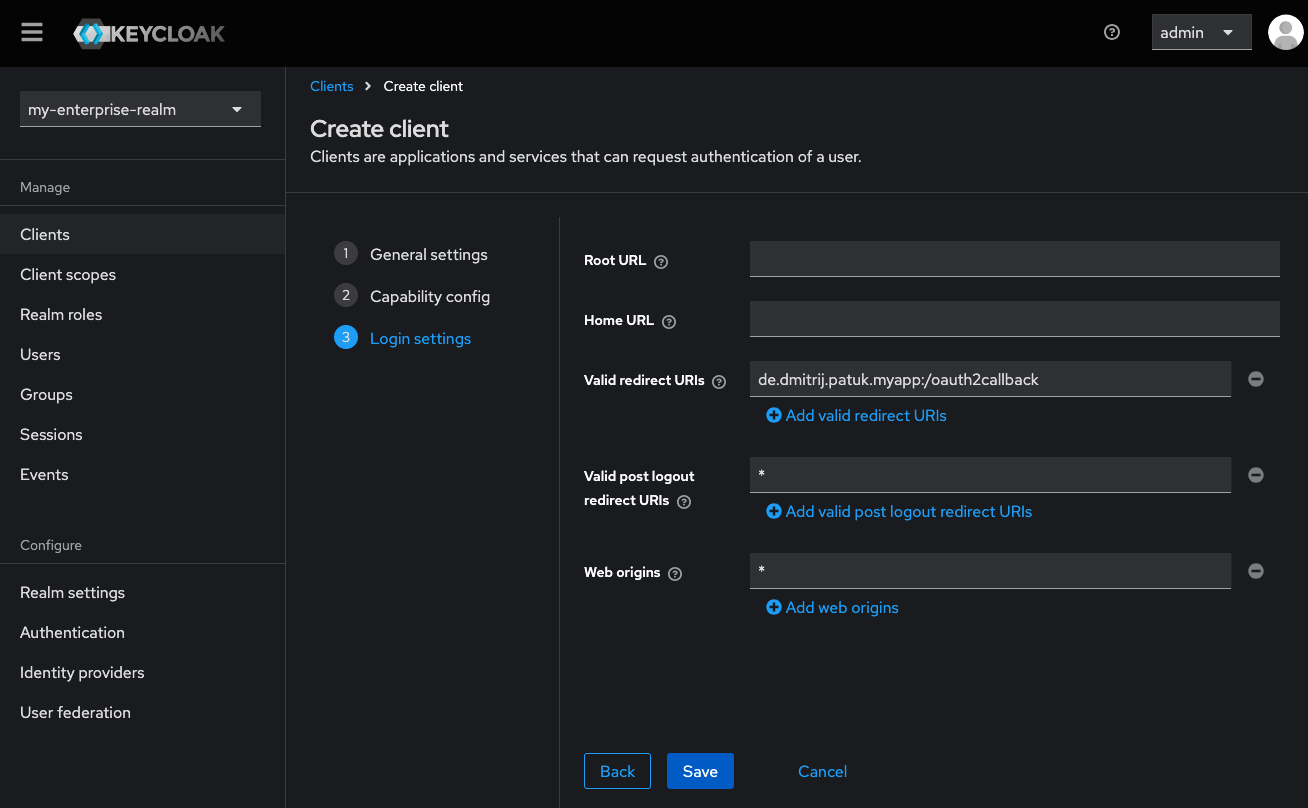 KEYCLOAK
admin
my-enterprise-realm
Manage
Clients
Client scopes
Realm roles
Users
Groups
Sessions
Events
Configure
Realm settings
Authentication
Identity providers
User federation
Clients > Create client
Create client
Clients are applications and services that can request authentication of a user.
1 General settings
2 Capability config
3 Login settings
Root URL
Home URL
Valid redirect URIs
de.dmitrij.patuk.myapp:/oauth2callback
Add valid redirect URIs
Valid post logout
redirect URIs
*
Add valid post logout redirect URIs
Web origins
*
Add web origins
Back Save Cancel